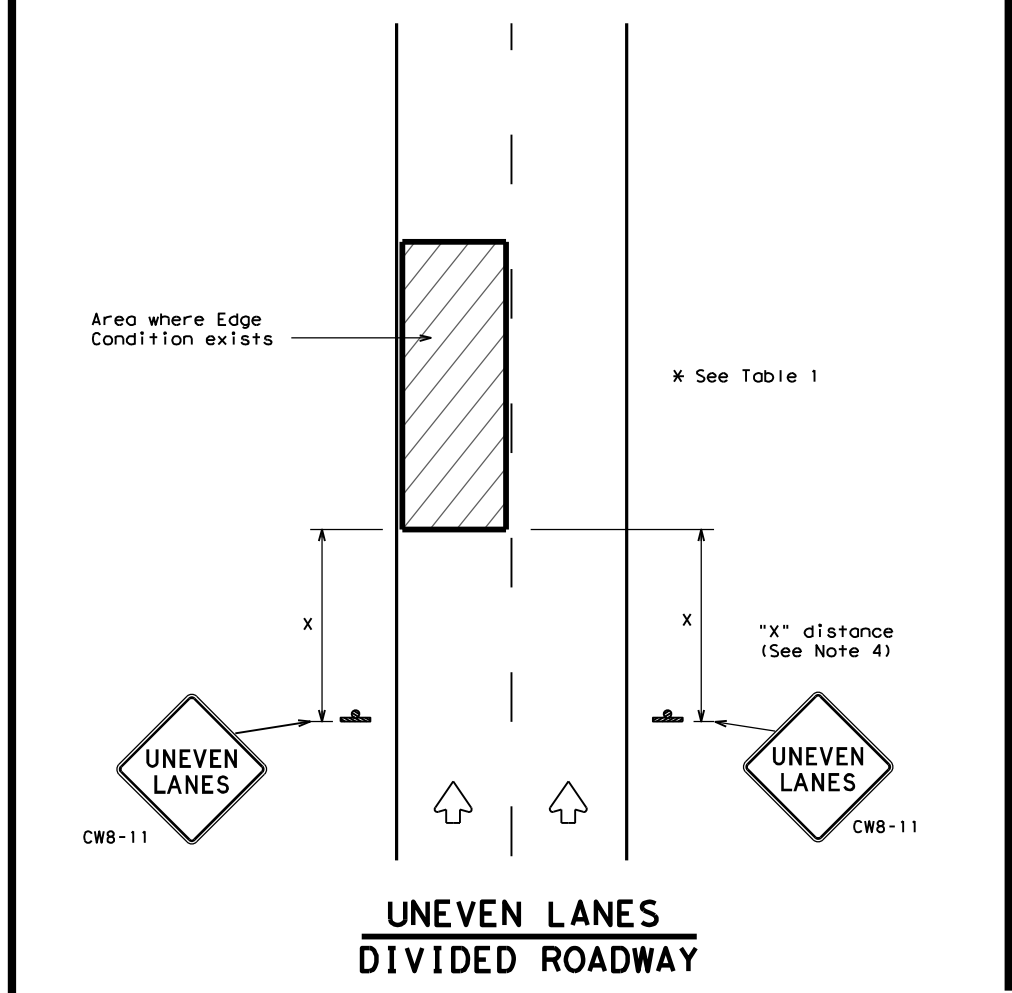 Area where Edge
Condition exists
* See Table 1
X
X
"X" distance
(See Note 4)
UNEVEN
LANES
CW8-11
UNEVEN
LANES
CW8-11
UNEVEN LANES
DIVIDED ROADWAY